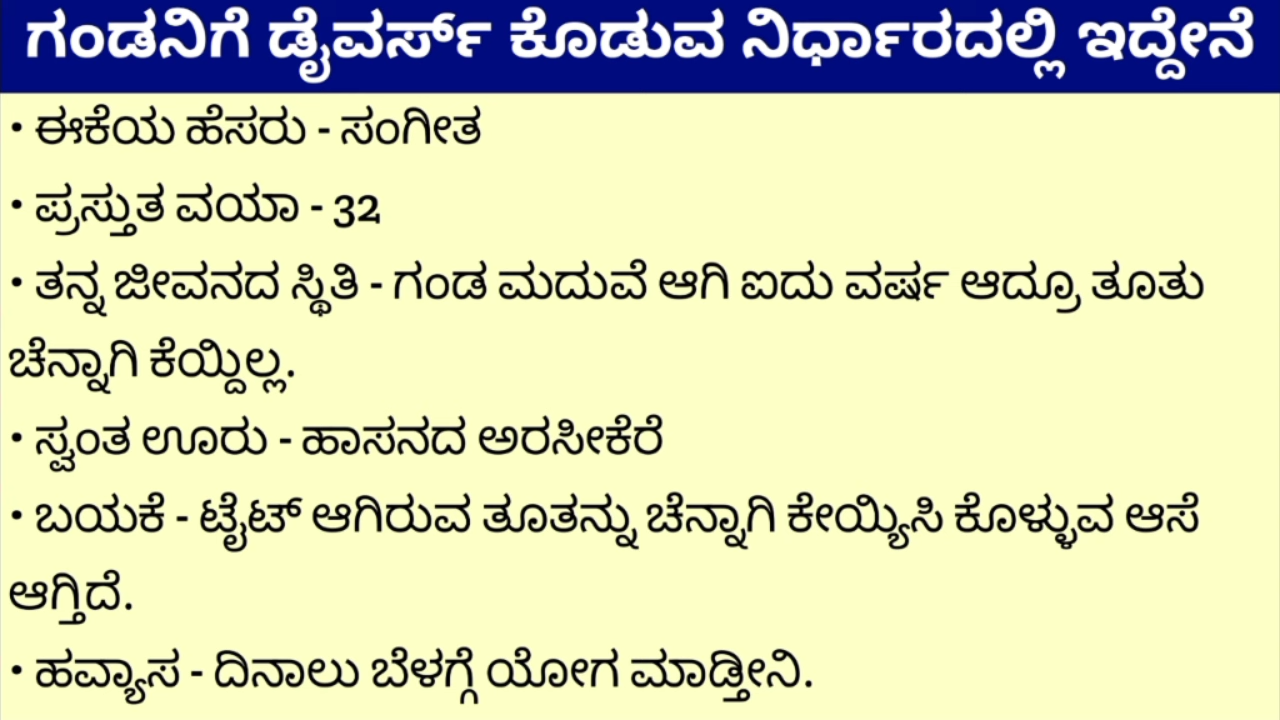 ಗಂಡನಿಗೆ ಡೈವರ್ಸ್ ಕೊಡುವ ನಿರ್ಧಾರದಲ್ಲಿ ಇದ್ದೇನೆ
• ಈಕೆಯ ಹೆಸರು - ಸಂಗೀತ
• ಪ್ರಸ್ತುತ ವಯಾ - 32
• ತನ್ನ ಜೀವನದ ಸ್ಥಿತಿ - ಗಂಡ ಮದುವೆ ಆಗಿ ಐದು ವರ್ಷ ಆದ್ರೂ ತೂತು
ಚೆನ್ನಾಗಿ ಕೆಯ್ದಿಲ್ಲ.
• ಸ್ವಂತ ಊರು - ಹಾಸನದ ಅರಸೀಕೆರೆ
• ಬಯಕೆ - ಟೈಟ್ ಆಗಿರುವ ತೂತನ್ನು ಚೆನ್ನಾಗಿ ಕೇಯ್ಯಿಸಿ ಕೊಳ್ಳುವ ಆಸೆ
ಆಗ್ತಿದೆ.
• ಹವ್ಯಾಸ - ದಿನಾಲು ಬೆಳಗ್ಗೆ ಯೋಗ ಮಾಡ್ತೀನಿ.